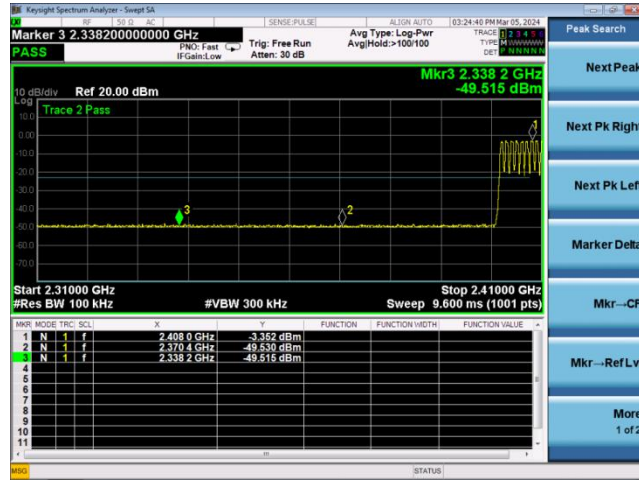 Keysight Spectrum Analyzer - Swept SA
RF 50 Ω AC SENSE:PULSE ALIGN AUTO 03:24:40 PM Mar 05, 2024
Marker 3 2.338200000000 GHz
PASS
PNO: Fast
IFGain:Low
Trig: Free Run
Atten: 30 dB
Avg Type: Log-Pwr
Avg|Hold:>100/100
TRACE 1 2 3 4 5 6
TYPE M WWWWW
DET P N N N N N
Mkr3 2.338 2 GHz
-49.515 dBm
10 dB/div Ref 20.00 dBm
Log
Trace 2 Pass
10.0
0.00
-10.0
-20.0
-30.0
-40.0
-50.0
-60.0
-70.0
1
2
3
Start 2.31000 GHz Stop 2.41000 GHz
#Res BW 100 kHz #VBW 300 kHz Sweep 9.600 ms (1001 pts)
MKR MODE TRC SCL X Y FUNCTION FUNCTION WIDTH FUNCTION VALUE
1 N 1 f 2.408 0 GHz -3.352 dBm
2 N 1 f 2.370 4 GHz -49.530 dBm
3 N 1 f 2.338 2 GHz -49.515 dBm
4
5
6
7
8
9
10
11
MSG STATUS
Peak Search
Next Peak
Next Pk Righ
Next Pk Lef
Marker Delta
Mkr→CF
Mkr→Ref Lv
More
1 of 2